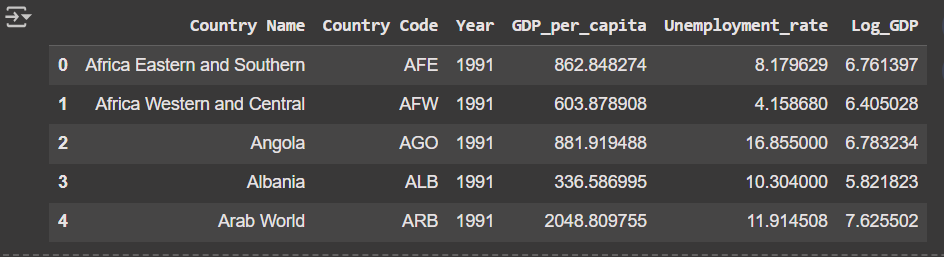 Country Name Country Code Year GDP_per_capita Unemployment_rate Log_GDP
0 Africa Eastern and Southern AFE 1991 862.848274 8.179629 6.761397
1 Africa Western and Central AFW 1991 603.878908 4.158680 6.405028
2 Angola AGO 1991 881.919488 16.855000 6.783234
3 Albania ALB 1991 336.586995 10.304000 5.821823
4 Arab World ARB 1991 2048.809755 11.914508 7.625502